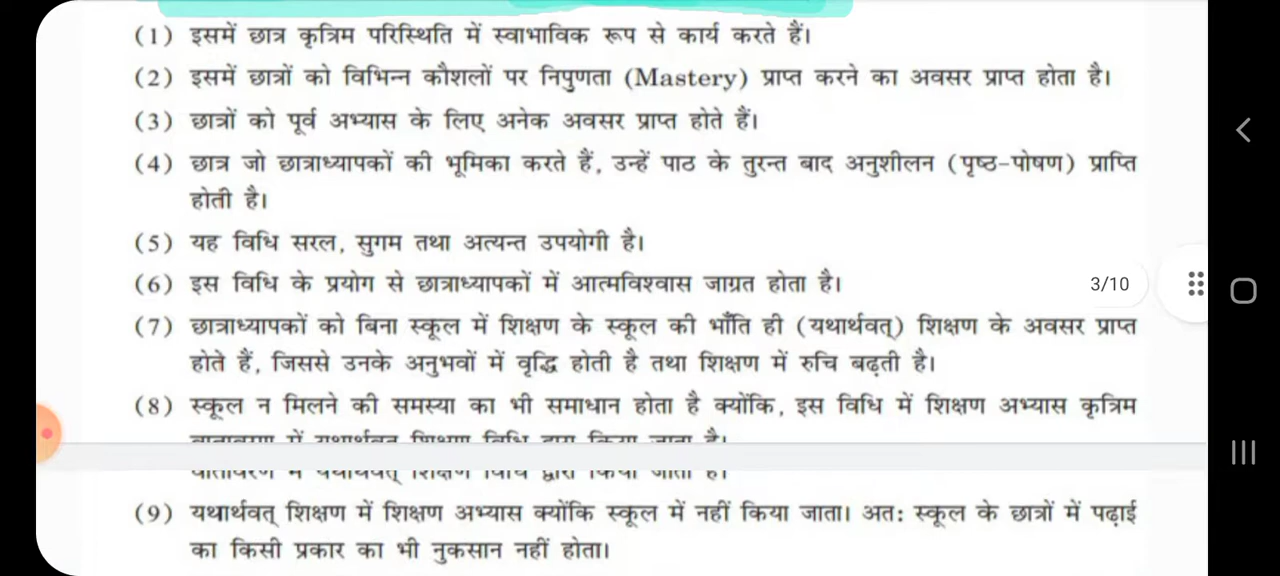 (1) इसमें छात्र कृत्रिम परिस्थिति में स्वाभाविक रूप से कार्य करते हैं।
(2) इसमें छात्रों को विभिन्न कौशलों पर निपुणता (Mastery) प्राप्त करने का अवसर प्राप्त होता है।
(3) छात्रों को पूर्व अभ्यास के लिए अनेक अवसर प्राप्त होते हैं।
(4) छात्र जो छात्राध्यापकों की भूमिका करते हैं, उन्हें पाठ के तुरन्त बाद अनुशीलन (पृष्ठ-पोषण) प्राप्ति
होती है।
(5) यह विधि सरल, सुगम तथा अत्यन्त उपयोगी है।
(6) इस विधि के प्रयोग से छात्राध्यापकों में आत्मविश्वास जाग्रत होता है।
3/10
(7) छात्राध्यापकों को बिना स्कूल में शिक्षण के स्कूल की भाँति ही (यथार्थवत्) शिक्षण के अवसर प्राप्त
होते हैं, जिससे उनके अनुभवों में वृद्धि होती है तथा शिक्षण में रुचि बढ़ती है।
(8) स्कूल न मिलने की समस्या का भी समाधान होता है क्योंकि, इस विधि में शिक्षण अभ्यास कृत्रिम
वातावरण में यथार्थवत् शिक्षण विधि द्वारा किया जाता है।
वातावरण में यथार्थवत् शिक्षण विधि द्वारा किया जाता है।
(9) यथार्थवत् शिक्षण में शिक्षण अभ्यास क्योंकि स्कूल में नहीं किया जाता। अतः स्कूल के छात्रों में पढ़ाई
का किसी प्रकार का भी नुकसान नहीं होता।